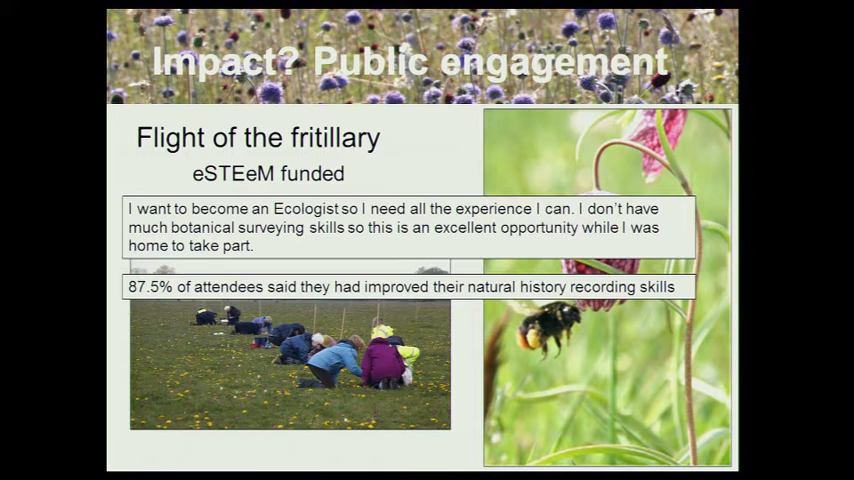 Impact? Public engagement
Flight of the fritillary
eSTEeM funded
I want to become an Ecologist so I need all the experience I can. I don't have
much botanical surveying skills so this is an excellent opportunity while I was
home to take part.
87.5% of attendees said they had improved their natural history recording skills